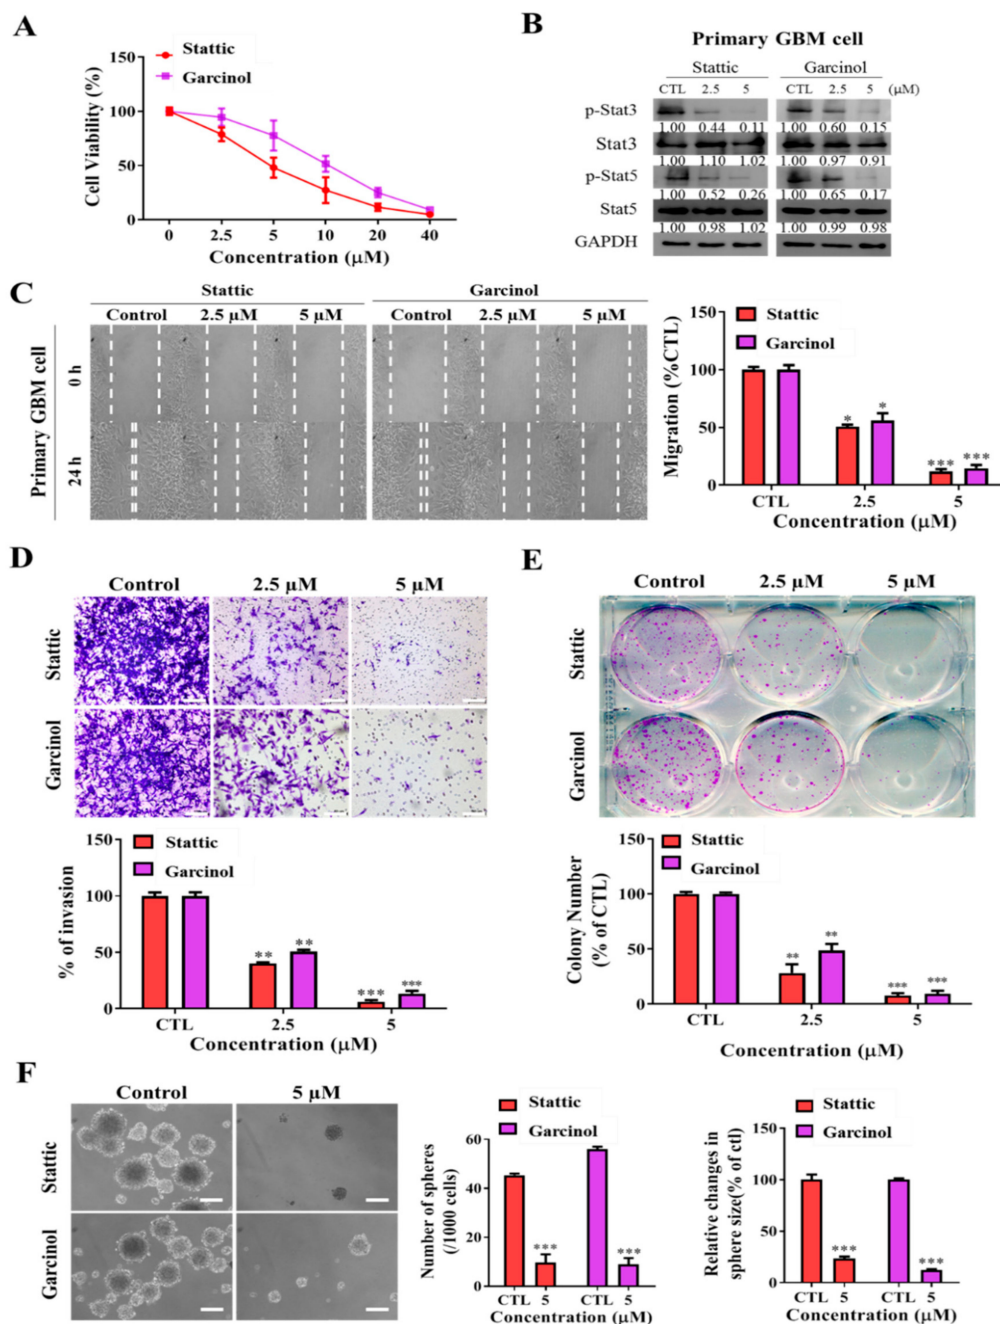 A
Stattic
Garcinol
Cell Viability (%)
150
100
50
0
0 2.5 5 10 20 40
Concentration (μM)
B
Primary GBM cell
Stattic Garcinol
CTL 2.5 5 CTL 2.5 5 (μM)
p-Stat3
1.00 0.44 0.11 1.00 0.60 0.15
Stat3
1.00 1.10 1.02 1.00 0.97 0.91
p-Stat5
1.00 0.52 0.26 1.00 0.65 0.17
Stat5
1.00 0.98 1.02 1.00 0.99 0.98
GAPDH
C
Stattic Garcinol
Control 2.5 μM 5 μM Control 2.5 μM 5 μM
Primary GBM cell
0 h
24 h
Stattic
Garcinol
Migration (%CTL)
150
100
50
0
* * *** ***
CTL 2.5 5
Concentration (μM)
D
Control 2.5 μM 5 μM
Stattic
Garcinol
Stattic
Garcinol
% of invasion
150
100
50
0
** ** *** ***
CTL 2.5 5
Concentration (μM)
E
Control 2.5 μM 5 μM
Stattic
Garcinol
Stattic
Garcinol
Colony Number
(% of CTL)
150
100
50
0
** ** *** ***
CTL 2.5 5
Concentration (μM)
F
Control 5 μM
Stattic
Garcinol
Stattic
Garcinol
Number of spheres
(/1000 cells)
60
40
20
0
*** ***
CTL 5 CTL 5
Concentration (μM)
Stattic
Garcinol
Relative changes in
sphere size(% of ctl)
150
100
50
0
*** ***
CTL 5 CTL 5
Concentration (μM)